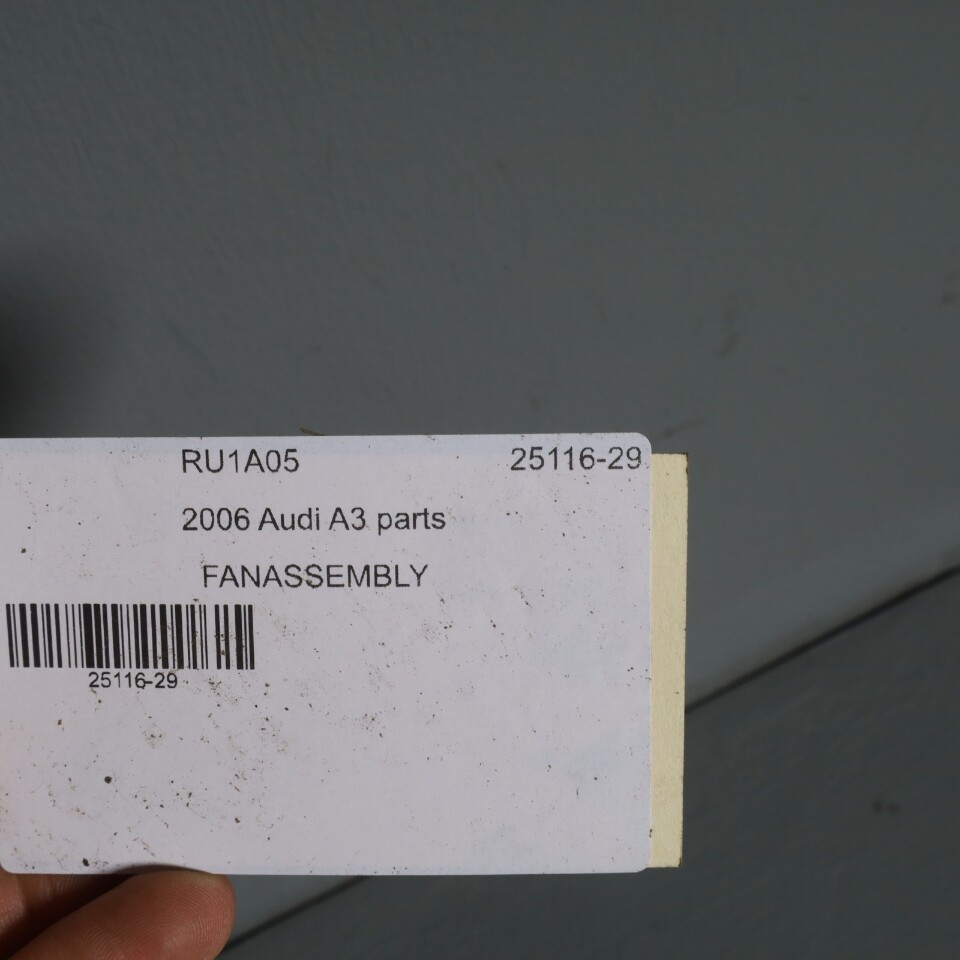 RU1A05 25116-29
2006 Audi A3 parts
FANASSEMBLY
25116-29